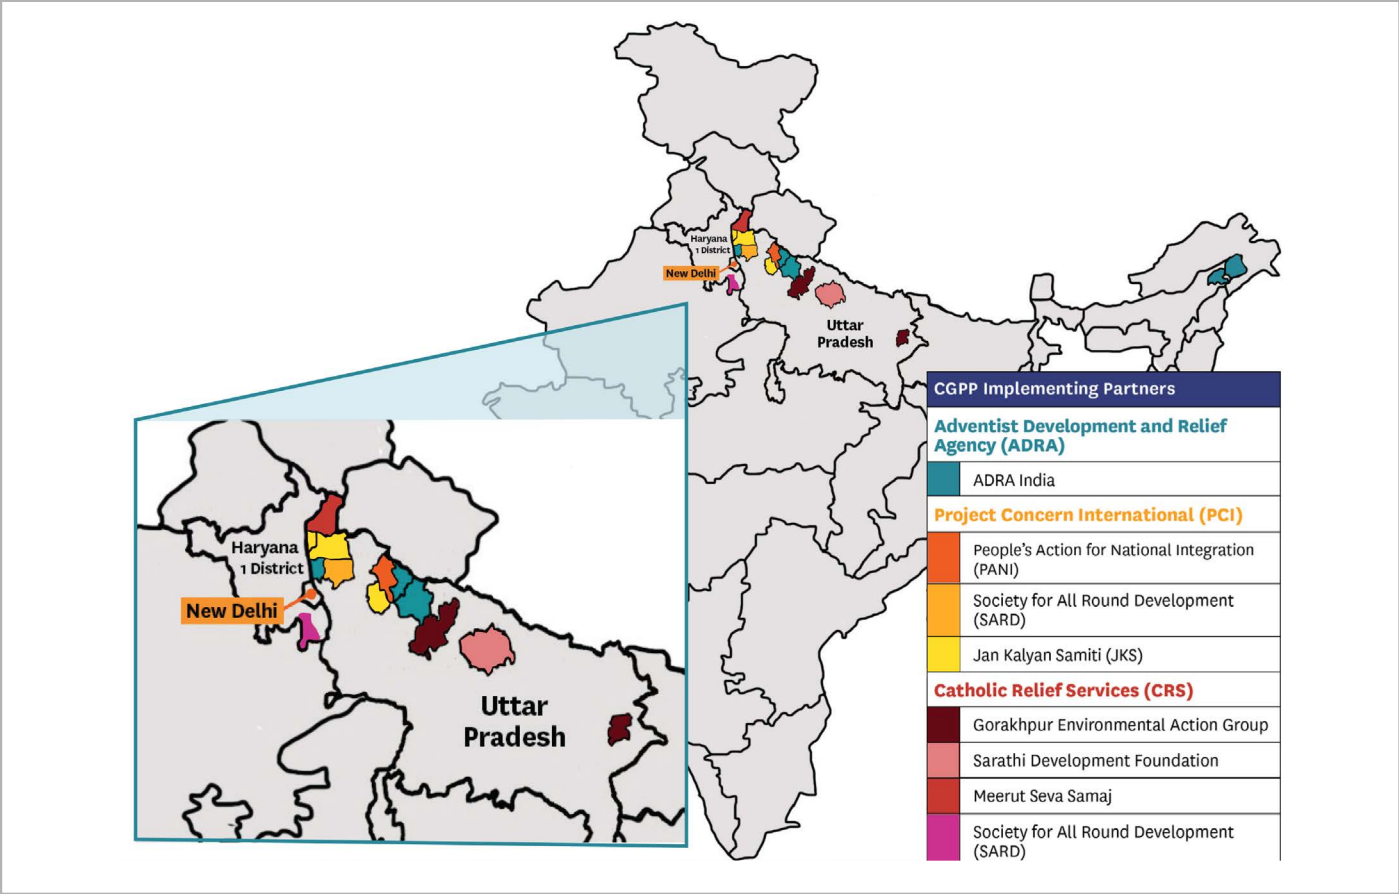 Haryana
1 District
New Delhi
Uttar
Pradesh
Haryana
1 District
New Delhi
Uttar
Pradesh
CGPP Implementing Partners
Adventist Development and Relief
Agency (ADRA)
ADRA India
Project Concern International (PCI)
People's Action for National Integration
(PANI)
Society for All Round Development
(SARD)
Jan Kalyan Samiti (JKS)
Catholic Relief Services (CRS)
Gorakhpur Environmental Action Group
Sarathi Development Foundation
Meerut Seva Samaj
Society for All Round Development
(SARD)